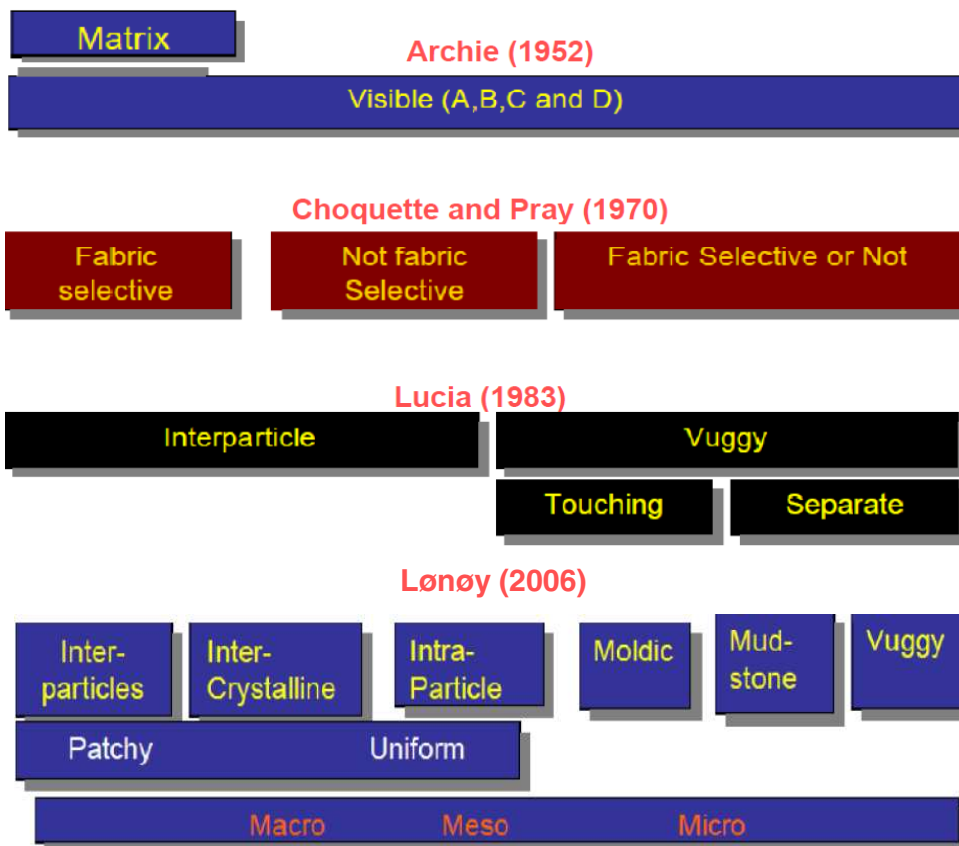 Matrix
Archie (1952)
Visible (A,B,C and D)
Choquette and Pray (1970)
Fabric
selective
Not fabric
Selective
Fabric Selective or Not
Lucia (1983)
Interparticle
Vuggy
Touching
Separate
Lønøy (2006)
Inter-
particles
Inter-
Crystalline
Intra-
Particle
Moldic
Mud-
stone
Vuggy
Patchy
Uniform
Macro
Meso
Micro